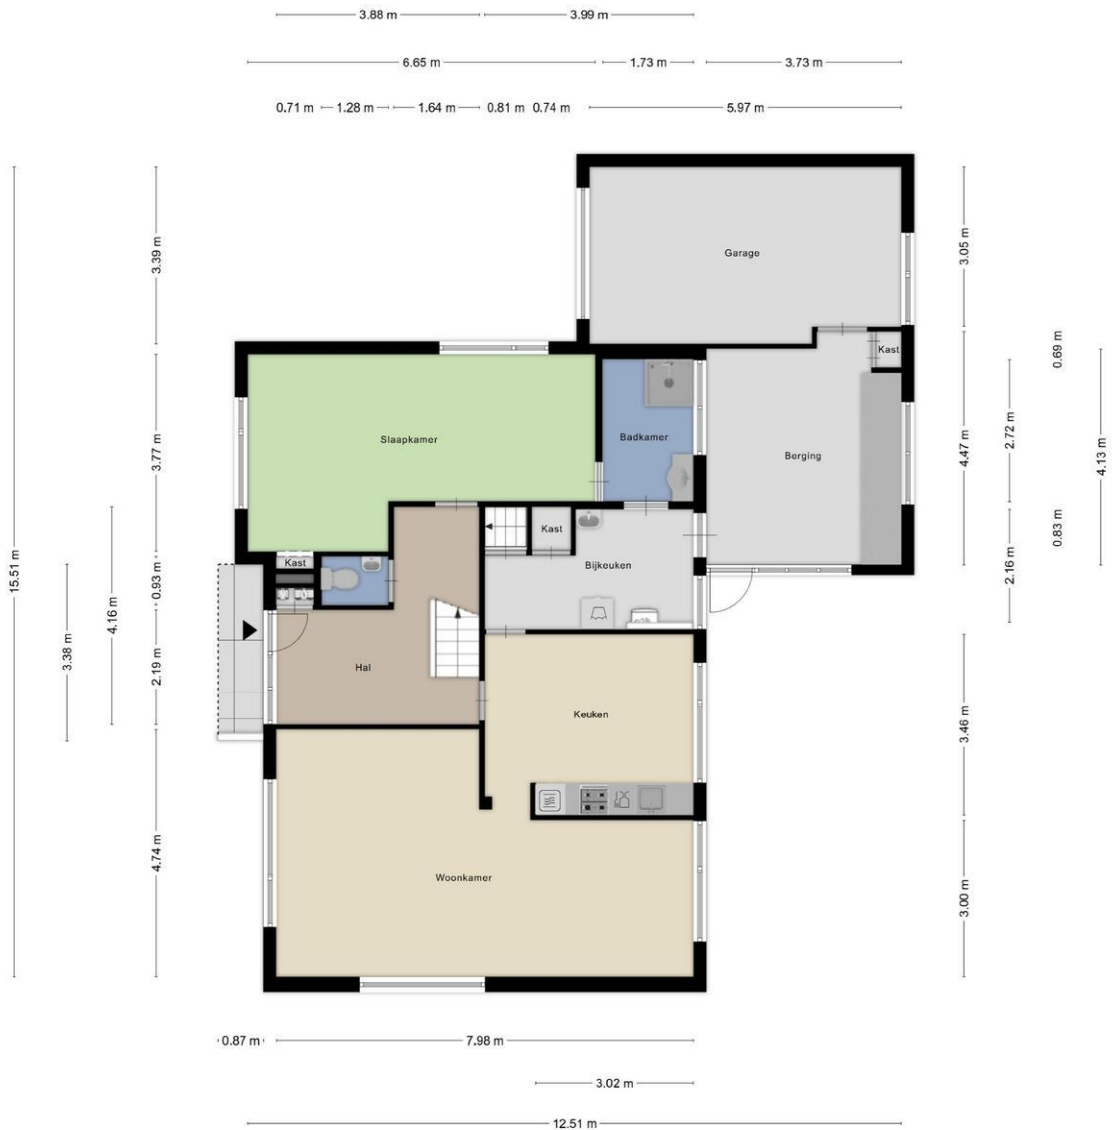 3.88 m 3.99 m
6.65 m 1.73 m 3.73 m
0.71 m 1.28 m 1.64 m 0.81 m 0.74 m 5.97 m
15.51 m
3.38 m
4.16 m
3.39 m
3.77 m
0.93 m
2.19 m
4.74 m
Garage
Kast
Slaapkamer
Badkamer
Berging
Kast
Kast
Bijkeuken
Hal
Keuken
Woonkamer
3.05 m
4.47 m
3.46 m
3.00 m
2.72 m
2.16 m
0.69 m
0.83 m
4.13 m
0.87 m 7.98 m
3.02 m
12.51 m